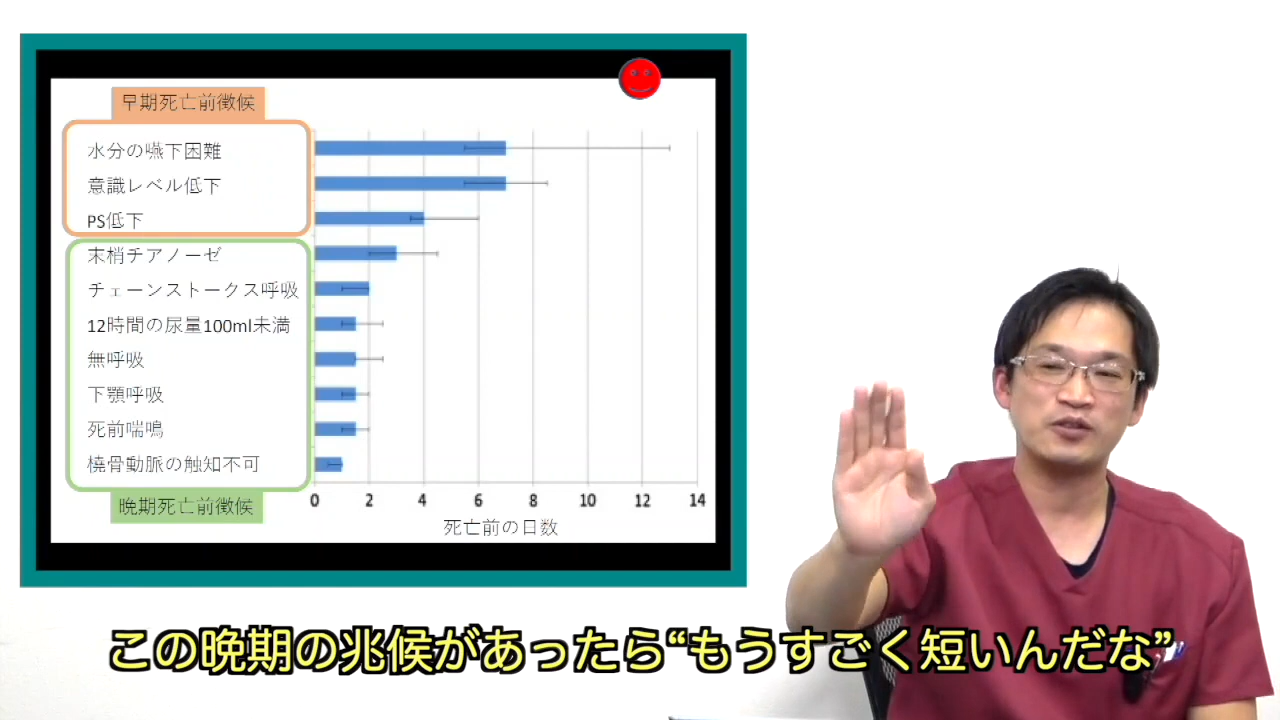 早期死亡前徴候
水分の嚥下困難
意識レベル低下
PS低下
末梢チアノーゼ
チェーンストークス呼吸
12時間の尿量100ml未満
無呼吸
下顎呼吸
死前喘鳴
橈骨動脈の触知不可
晩期死亡前徴候
0 2 4 6 8 10 12 14
死亡前の日数
この晩期の兆候があったら“もうすごく短いんだな”